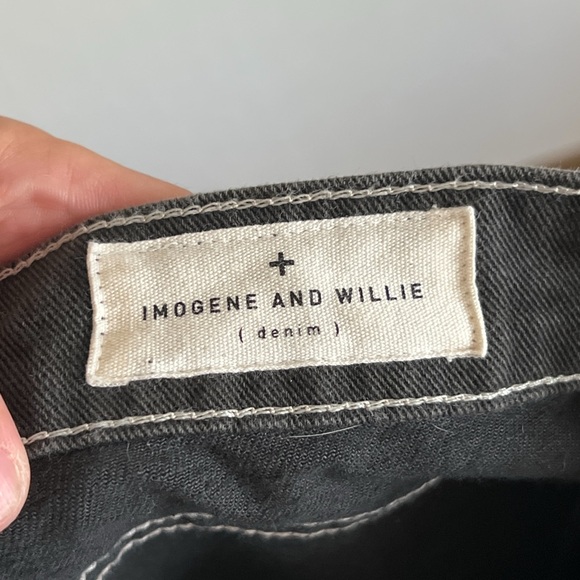 +
IMOGENE AND WILLIE
( denim )